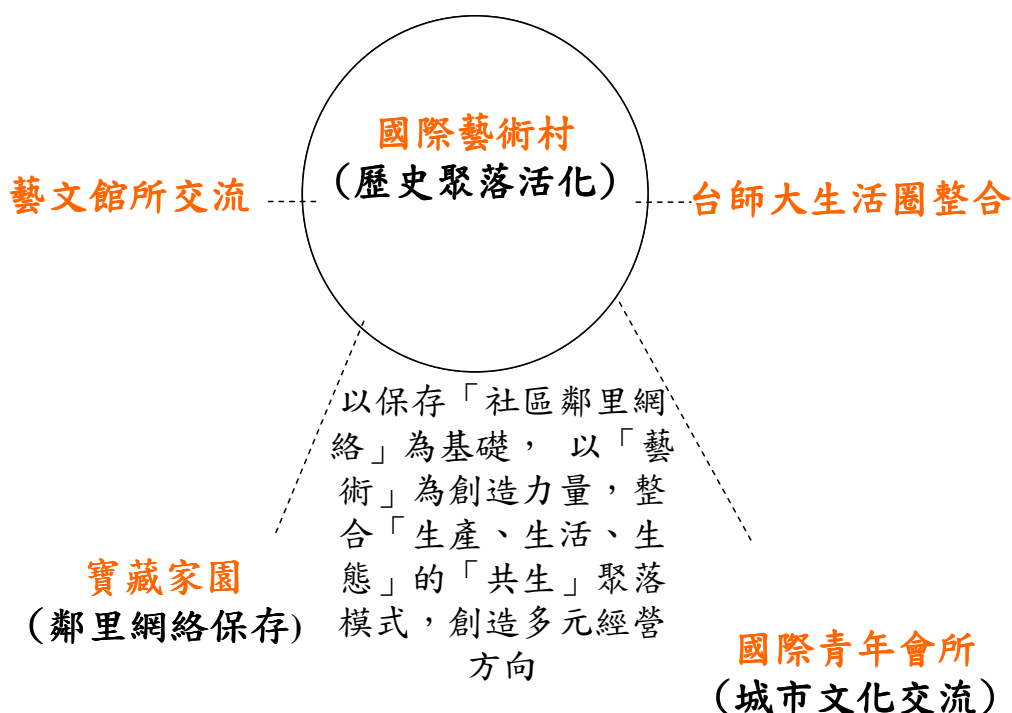 國際藝術村
（歷史聚落活化）
藝文館所交流
台師大生活圈整合
以保存「社區鄰里網
絡」為基礎， 以「藝
術」為創造力量，整
合「生產、生活、生
態」的「共生」聚落
模式，創造多元經營
方向
寶藏家園
（鄰里網絡保存)
國際青年會所
（城市文化交流）